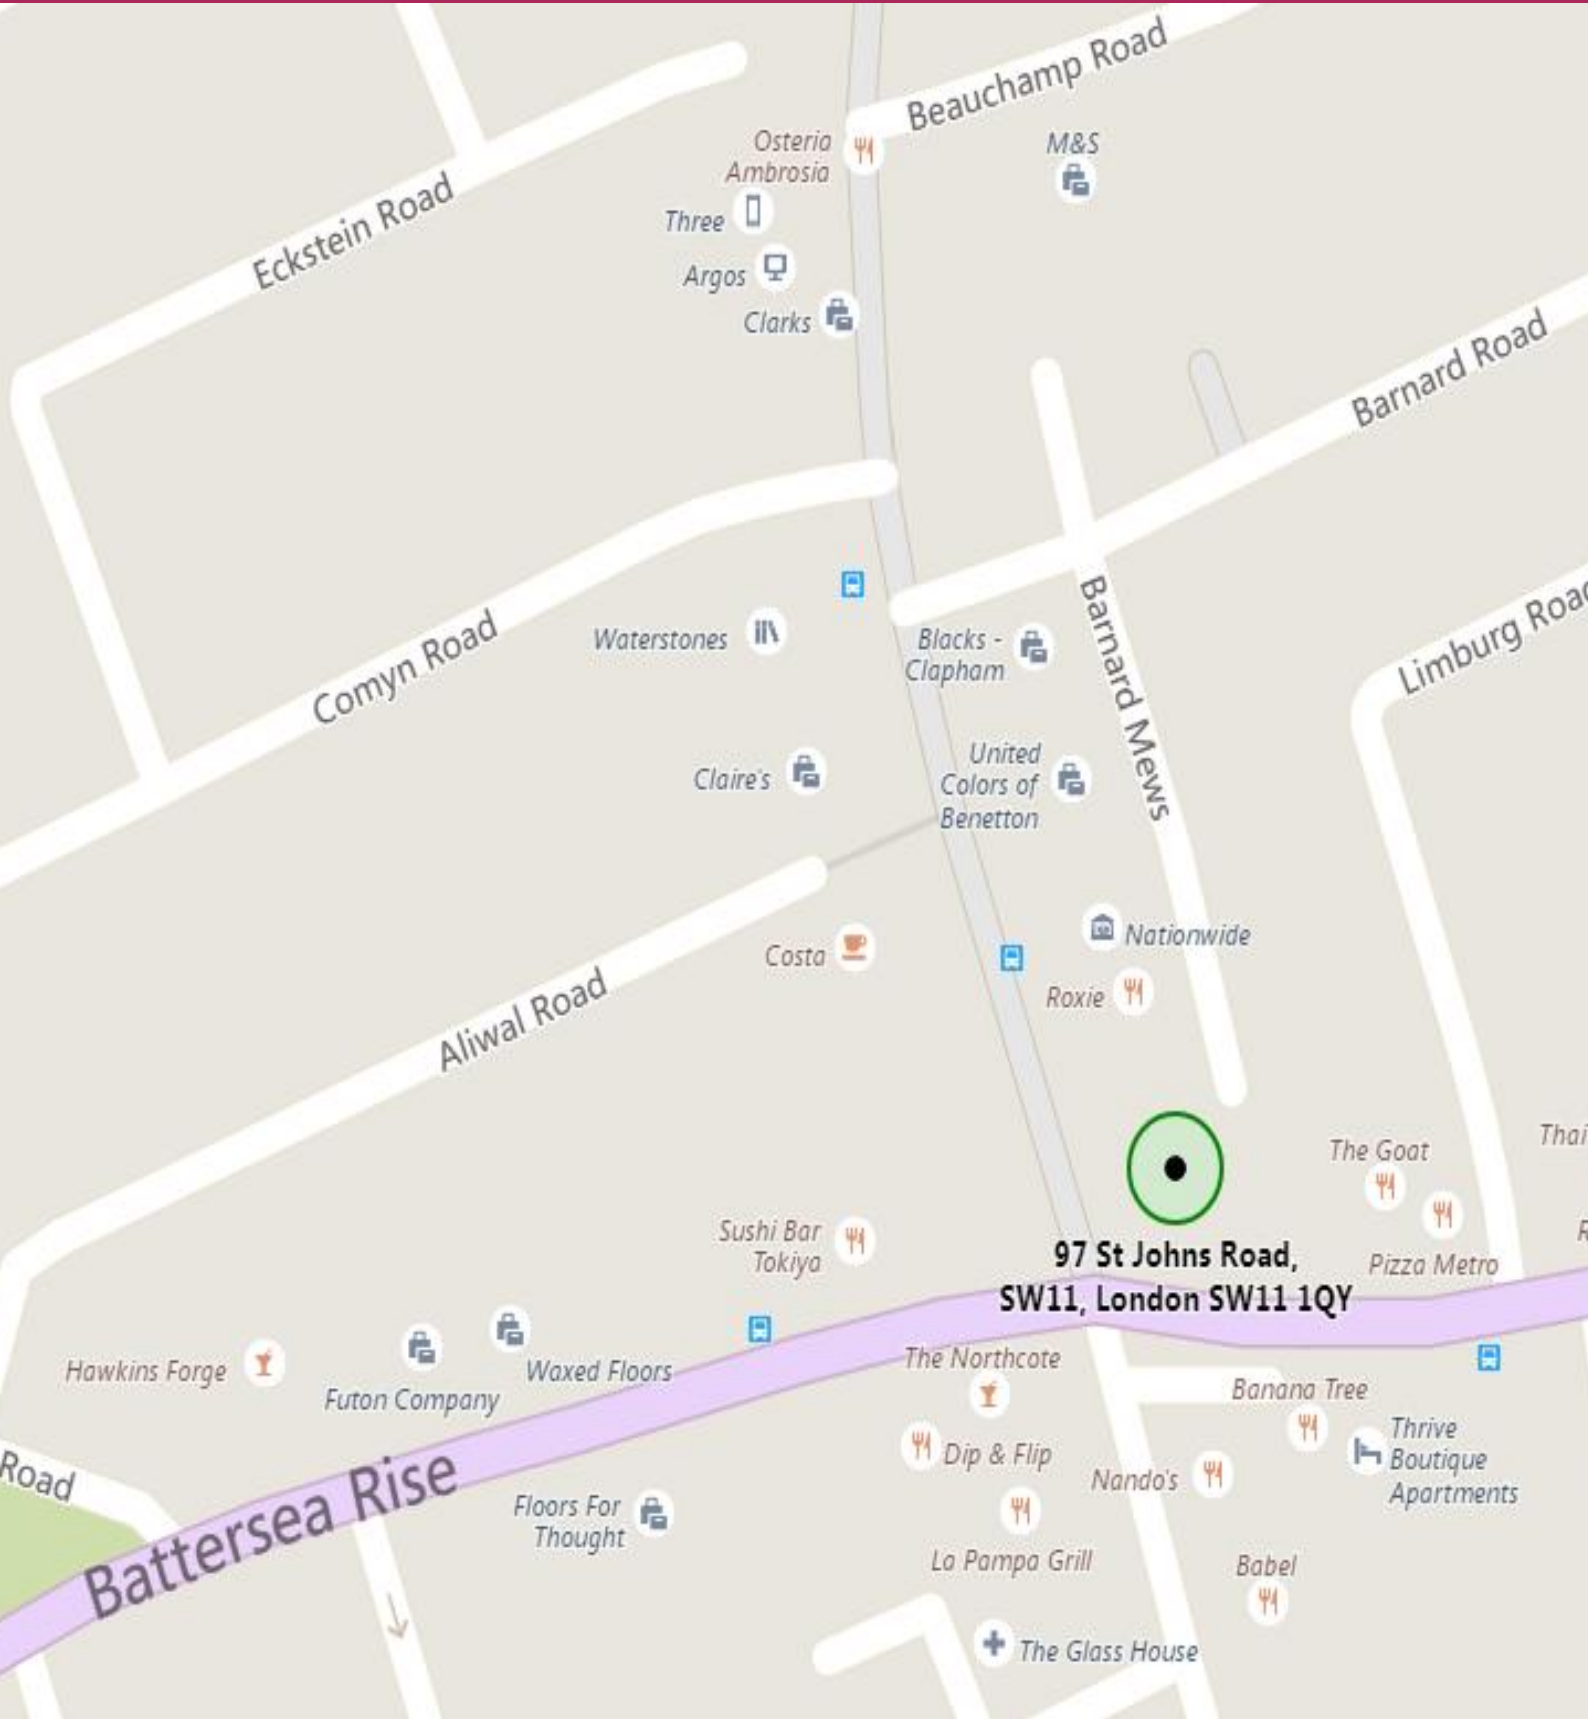 Beauchamp Road
Osteria
Ambrosia
M&S
Eckstein Road
Three
Argos
Clarks
Barnard Road
Comyn Road
Waterstones
Blacks -
Clapham
Barnard Mews
Limburg Road
Claire's
United
Colors of
Benetton
Costa
Nationwide
Roxie
Aliwal Road
The Goat
Thai
Sushi Bar
Tokiya
97 St Johns Road,
SW11, London SW11 1QY
Pizza Metro
R
Hawkins Forge
Futon Company
Waxed Floors
The Northcote
Banana Tree
Road
Battersea Rise
Dip & Flip
Nando's
Thrive
Boutique
Apartments
Floors For
Thought
La Pampa Grill
Babel
The Glass House